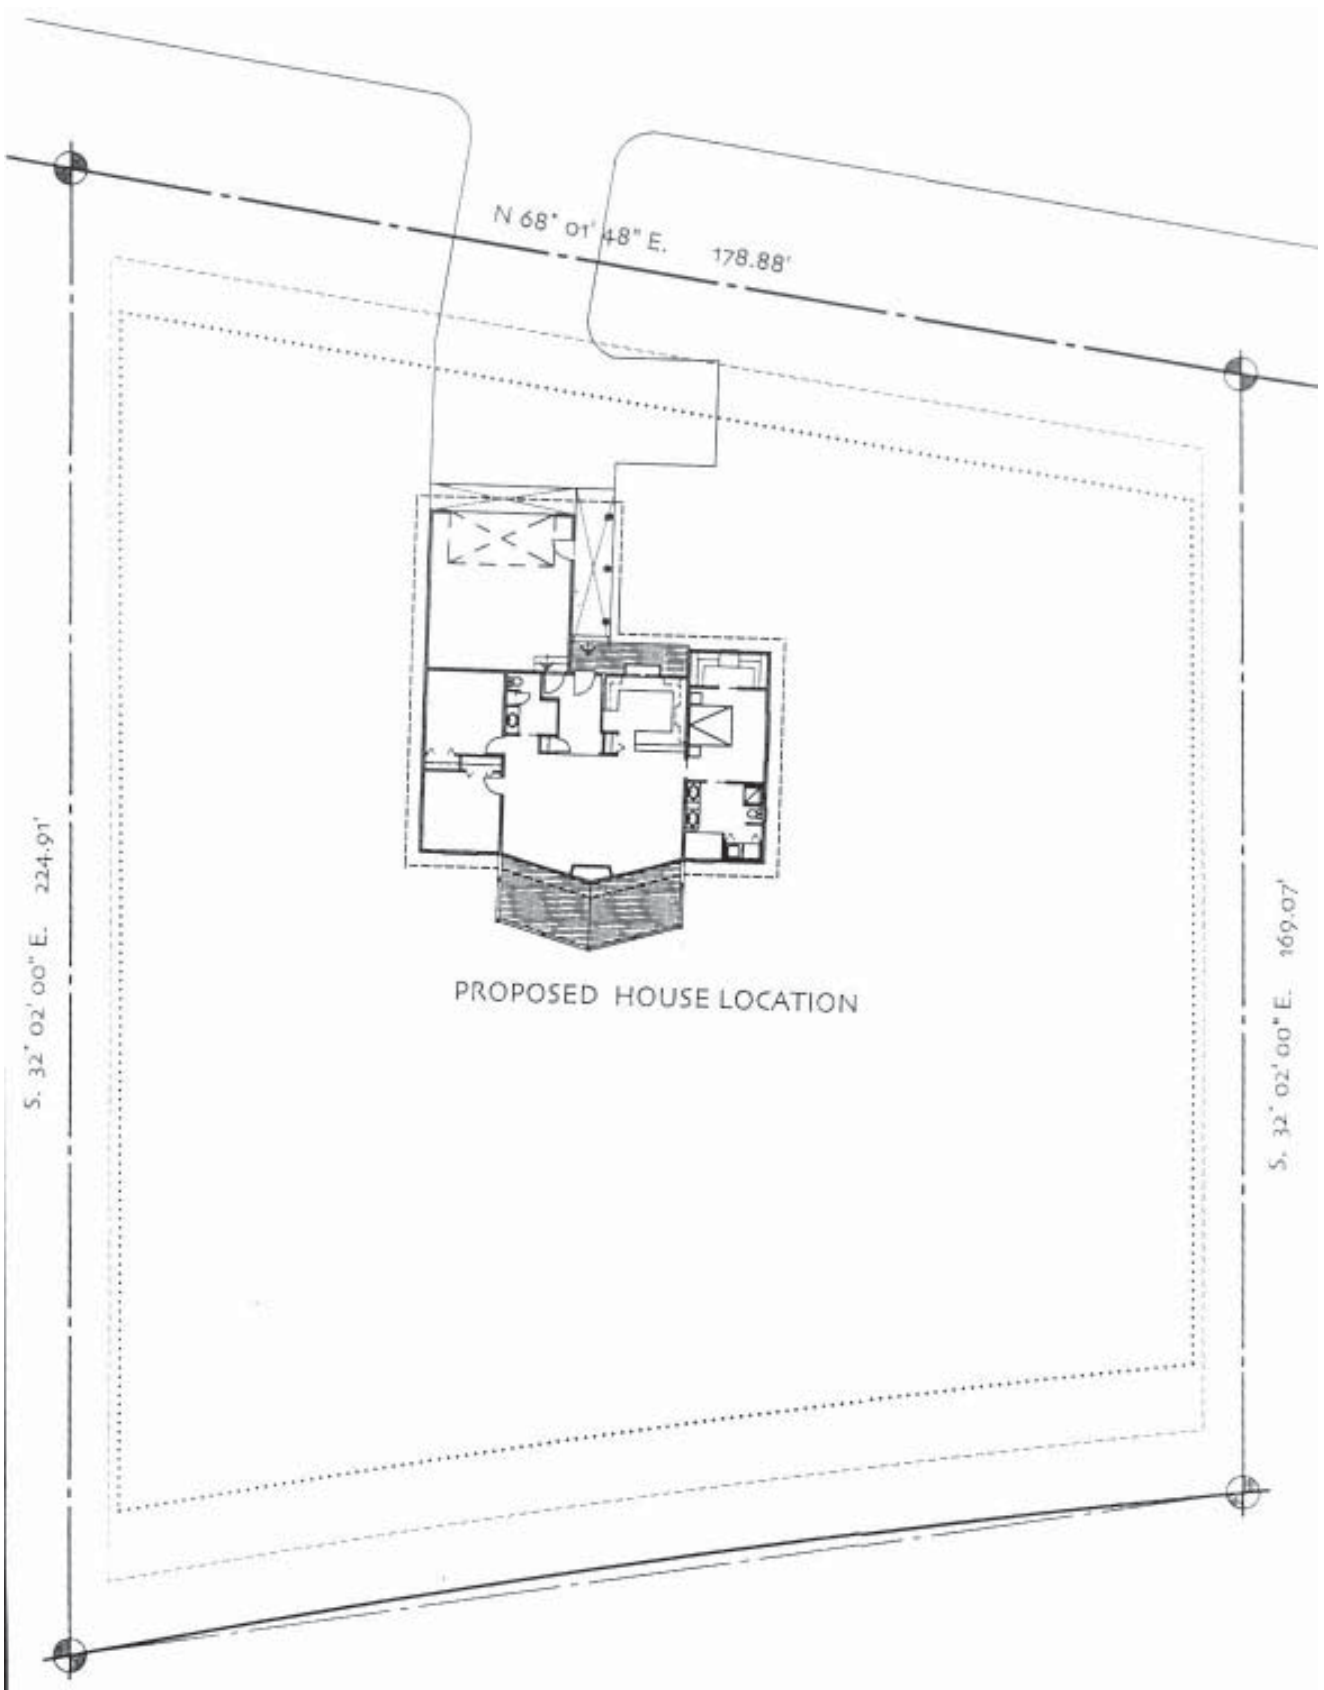 N 68° 01' 48" E. 178.88'
S. 32° 02' 00" E. 224.91'
S. 32° 02' 00" E. 169.07'
PROPOSED HOUSE LOCATION